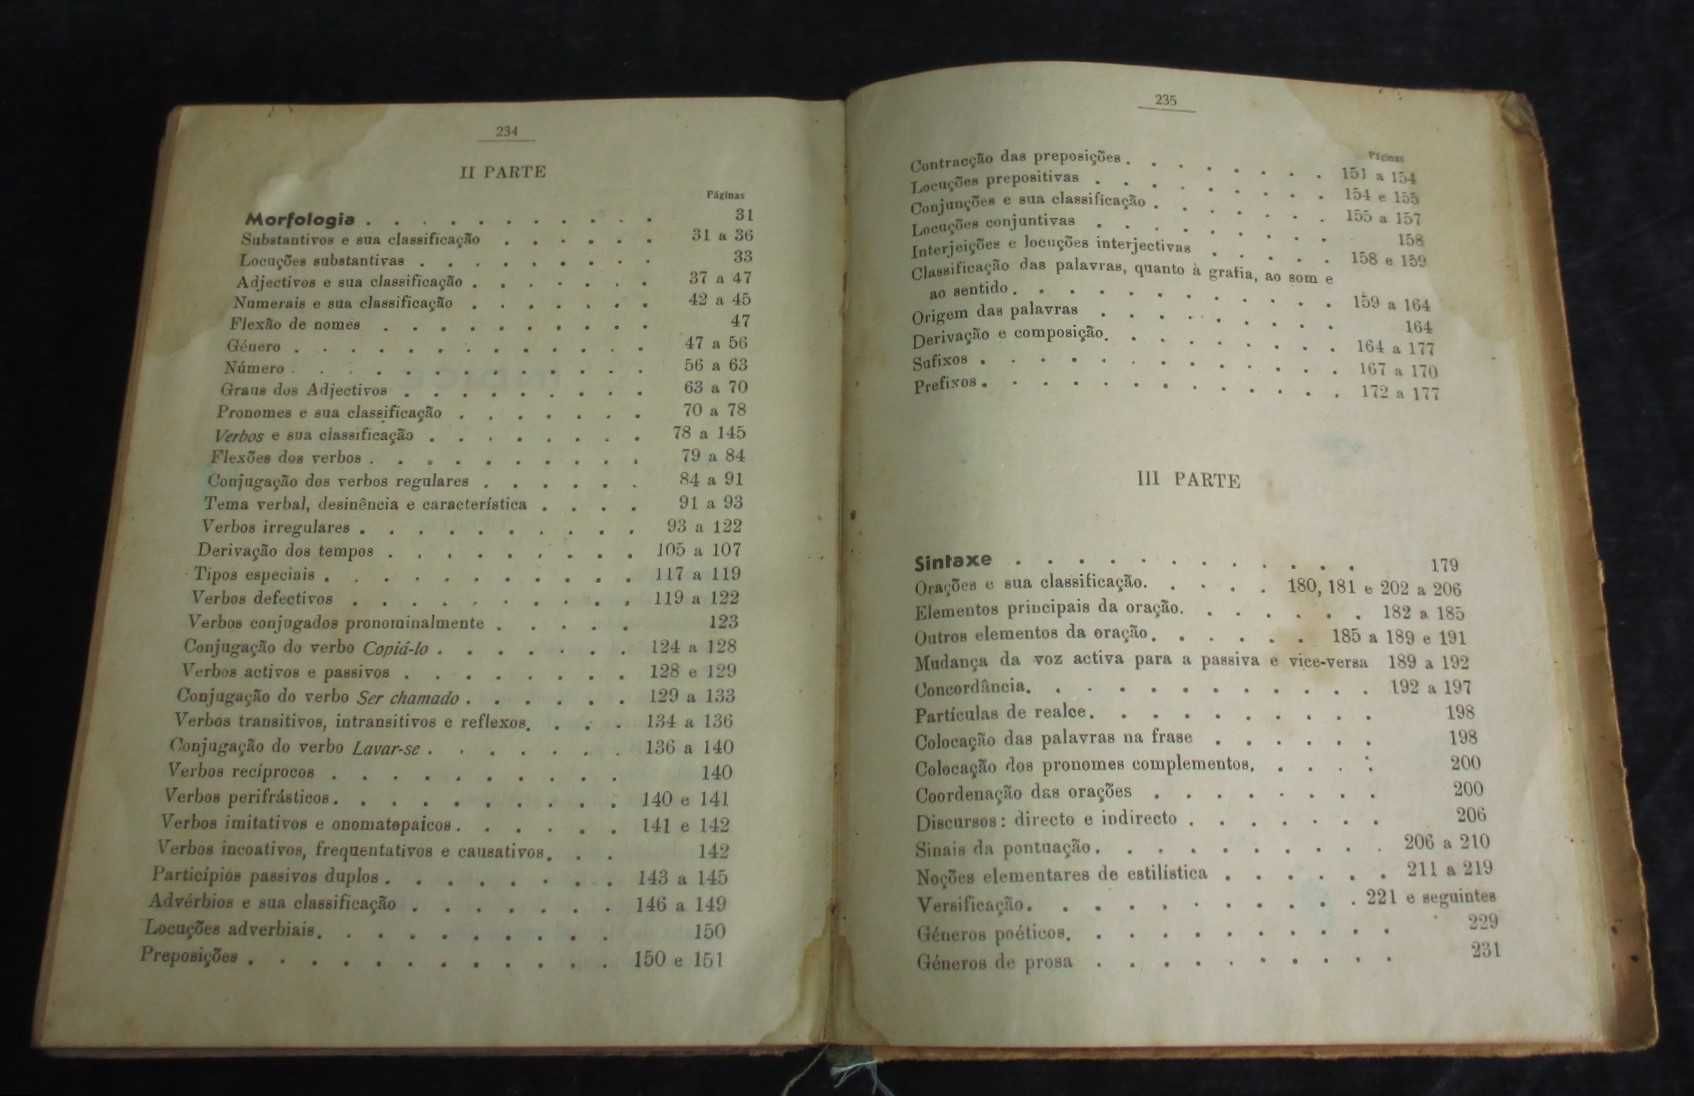 234
II PARTE
Páginas
Morfologia . . . . . . . . . . . 31
Substantivos e sua classificação . . . . . . 31 a 36
Locuções substantivas . . . . . . . . . 33
Adjectivos e sua classificação . . . . . . . 37 a 47
Numerais e sua classificação . . . . . . . 42 a 45
Flexão de nomes . . . . . . . . . . 47
Género . . . . . . . . . . . . . 47 a 56
Número . . . . . . . . . . . . . 56 a 63
Graus dos Adjectivos . . . . . . . . . 63 a 70
Pronomes e sua classificação . . . . . . . 70 a 78
Verbos e sua classificação . . . . . . . . 78 a 145
Flexões dos verbos . . . . . . . . . . 79 a 84
Conjugação dos verbos regulares . . . . . . 84 a 91
Tema verbal, desinência e característica . . . . 91 a 93
Verbos irregulares . . . . . . . . . . 93 a 122
Derivação dos tempos . . . . . . . . . 105 a 107
Tipos especiais . . . . . . . . . . . 117 a 119
Verbos defectivos . . . . . . . . . . 119 a 122
Verbos conjugados pronominalmente . . . . . 123
Conjugação do verbo Copiá-lo . . . . . . . 124 a 128
Verbos activos e passivos . . . . . . . . 128 e 129
Conjugação do verbo Ser chamado . . . . . . 129 a 133
Verbos transitivos, intransitivos e reflexos. . . . 134 a 136
Conjugação do verbo Lavar-se . . . . . . . 136 a 140
Verbos recíprocos . . . . . . . . . . 140
Verbos perifrásticos . . . . . . . . . . 140 e 141
Verbos imitativos e onomatopaicos . . . . . . 141 e 142
Verbos incoativos, frequentativos e causativos. . . 142
Particípios passivos duplos . . . . . . . . 143 a 145
Advérbios e sua classificação . . . . . . . 146 a 149
Locuções adverbiais. . . . . . . . . . 150
Preposições . . . . . . . . . . . . 150 e 151
235
Páginas
Contracção das preposições . . . . . . . 151 a 154
Locuções prepositivas . . . . . . . . 154 e 155
Conjunções e sua classificação . . . . . . 155 a 157
Locuções conjuntivas . . . . . . . . 158
Interjeições e locuções interjectivas . . . . . 158 e 159
Classificação das palavras, quanto à grafia, ao som e
ao sentido . . . . . . . . . . . 159 a 164
Origem das palavras . . . . . . . . 164
Derivação e composição. . . . . . . . . 164 a 177
Sufixos . . . . . . . . . . . . 167 a 170
Prefixos . . . . . . . . . . . . 172 a 177
III PARTE
Sintaxe . . . . . . . . . . . . 179
Orações e sua classificação. . . . . 180, 181 e 202 a 206
Elementos principais da oração. . . . . . . 182 a 185
Outros elementos da oração. . . . . . 185 a 189 e 191
Mudança da voz activa para a passiva e vice-versa 189 a 192
Concordância. . . . . . . . . . . . 192 a 197
Partículas de realce . . . . . . . . . . 198
Colocação das palavras na frase . . . . . . 198
Colocação dos pronomes complementos. . . . . 200
Coordenação das orações . . . . . . . . 200
Discursos: directo e indirecto . . . . . . . 206
Sinais da pontuação . . . . . . . . . . 206 a 210
Noções elementares de estilística . . . . . . 211 a 219
Versificação. . . . . . . . . . . . 221 e seguintes
Géneros poéticos. . . . . . . . . . . 229
Géneros de prosa . . . . . . . . . . 231